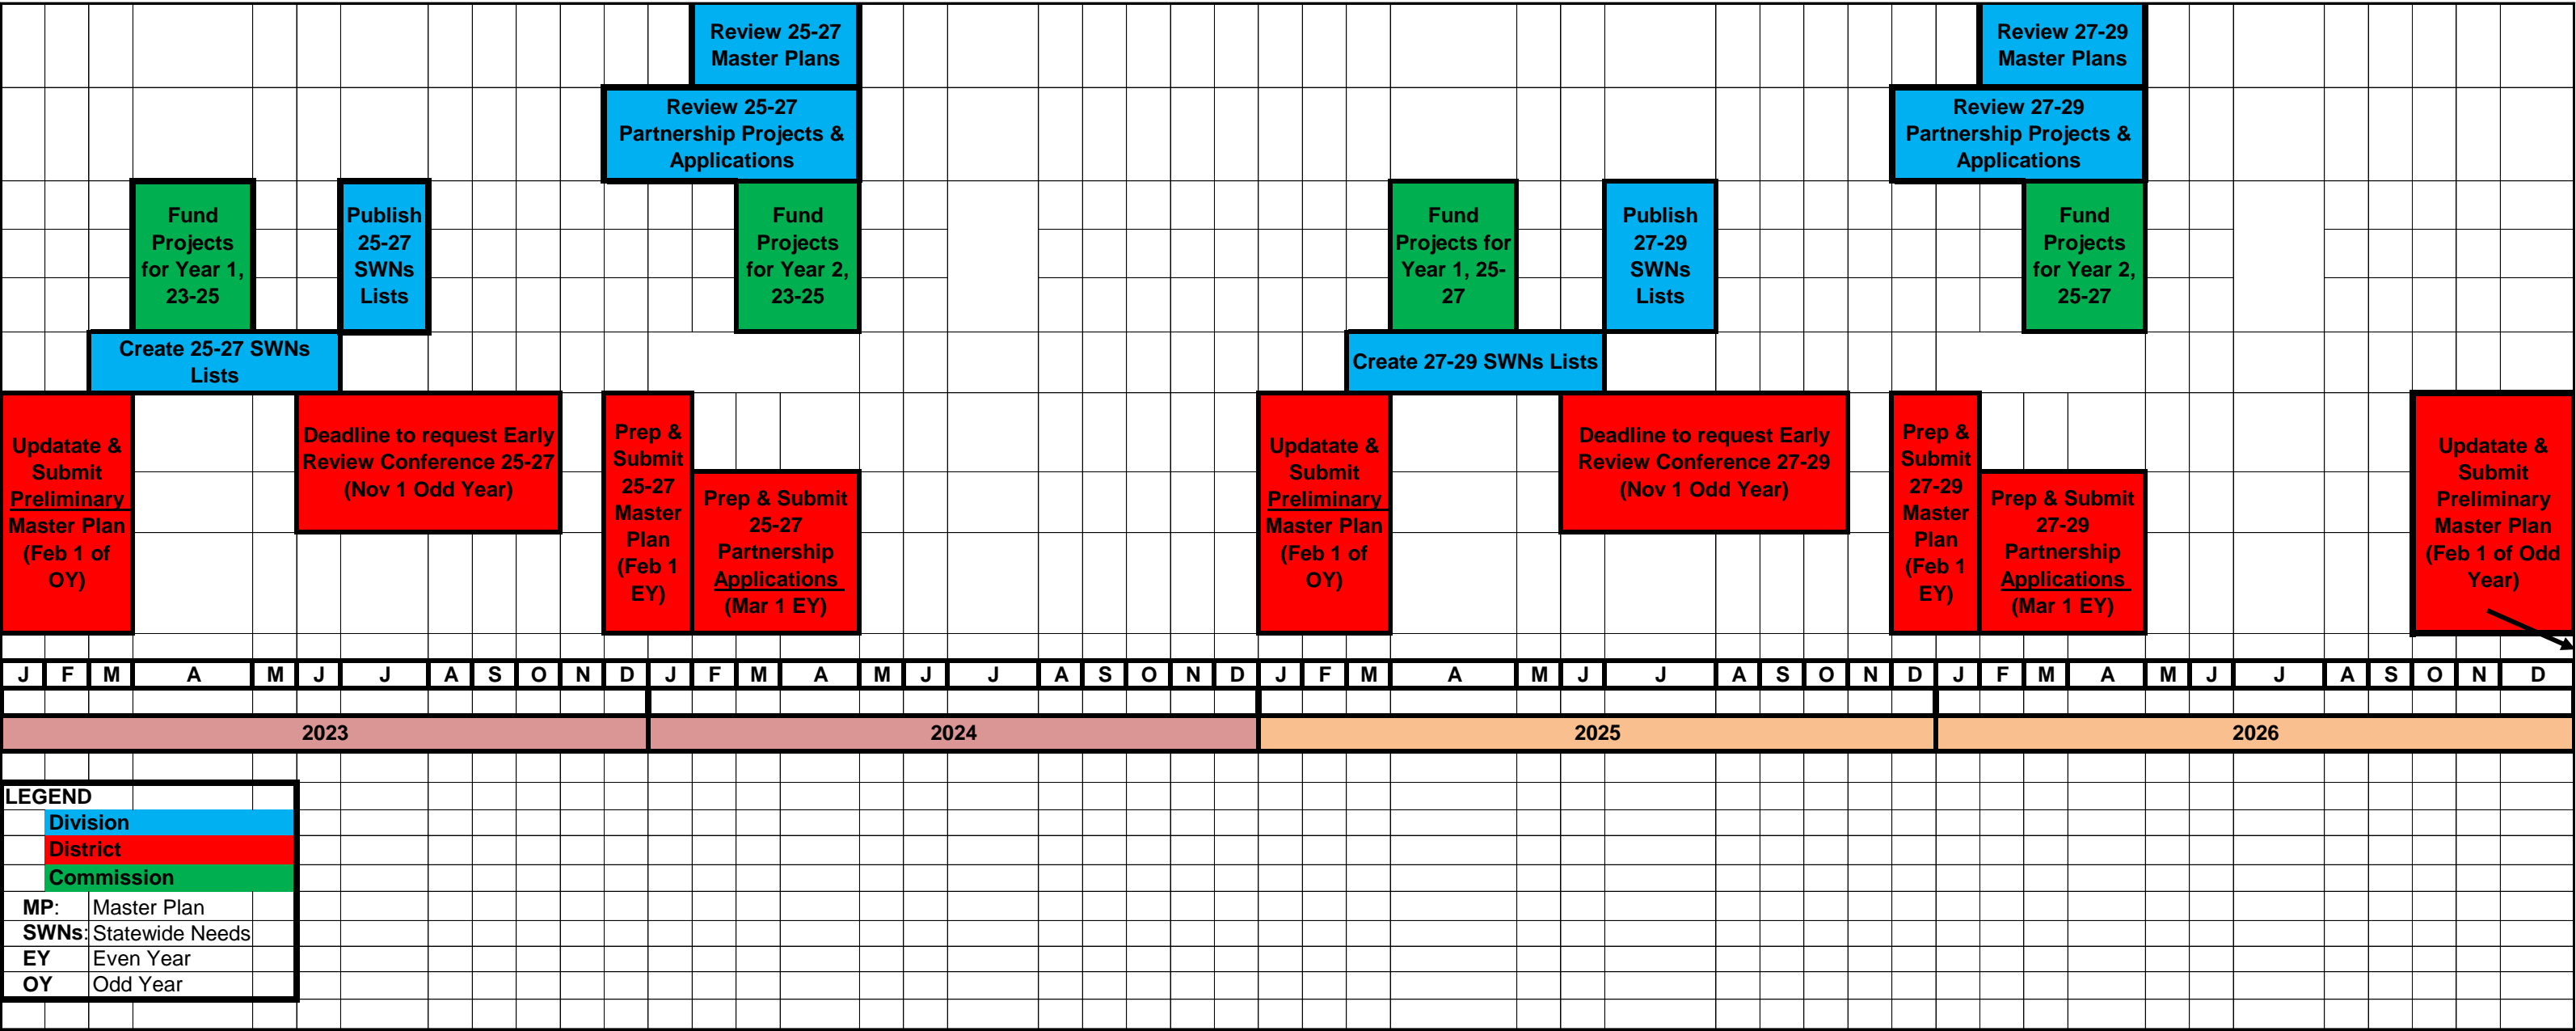 Review 25-27
Master Plans
Review 27-29
Master Plans
Review 25-27
Partnership Projects &
Applications
Review 27-29
Partnership Projects &
Applications
Fund
Projects
for Year 1,
23-25
Publish
25-27
SWNs
Lists
Fund
Projects
for Year 2,
23-25
Fund
Projects for
Year 1, 25-
27
Publish
27-29
SWNs
Lists
Fund
Projects
for Year 2,
25-27
Create 25-27 SWNs
Lists
Create 27-29 SWNs Lists
Updatate &
Submit
Preliminary
Master Plan
(Feb 1 of
OY)
Deadline to request Early
Review Conference 25-27
(Nov 1 Odd Year)
Prep &
Submit
25-27
Master
Plan
(Feb 1
EY)
Prep & Submit
25-27
Partnership
Applications
(Mar 1 EY)
Updatate &
Submit
Preliminary
Master Plan
(Feb 1 of
OY)
Deadline to request Early
Review Conference 27-29
(Nov 1 Odd Year)
Prep &
Submit
27-29
Master
Plan
(Feb 1
EY)
Prep & Submit
27-29
Partnership
Applications
(Mar 1 EY)
Updatate &
Submit
Preliminary
Master Plan
(Feb 1 of Odd
Year)
J F M A M J J A S O N D J F M A M J J A S O N D J F M A M J J A S O N D J F M A M J J A S O N D
2023 2024 2025 2026
LEGEND
Division
District
Commission
MP: Master Plan
SWNs: Statewide Needs
EY Even Year
OY Odd Year